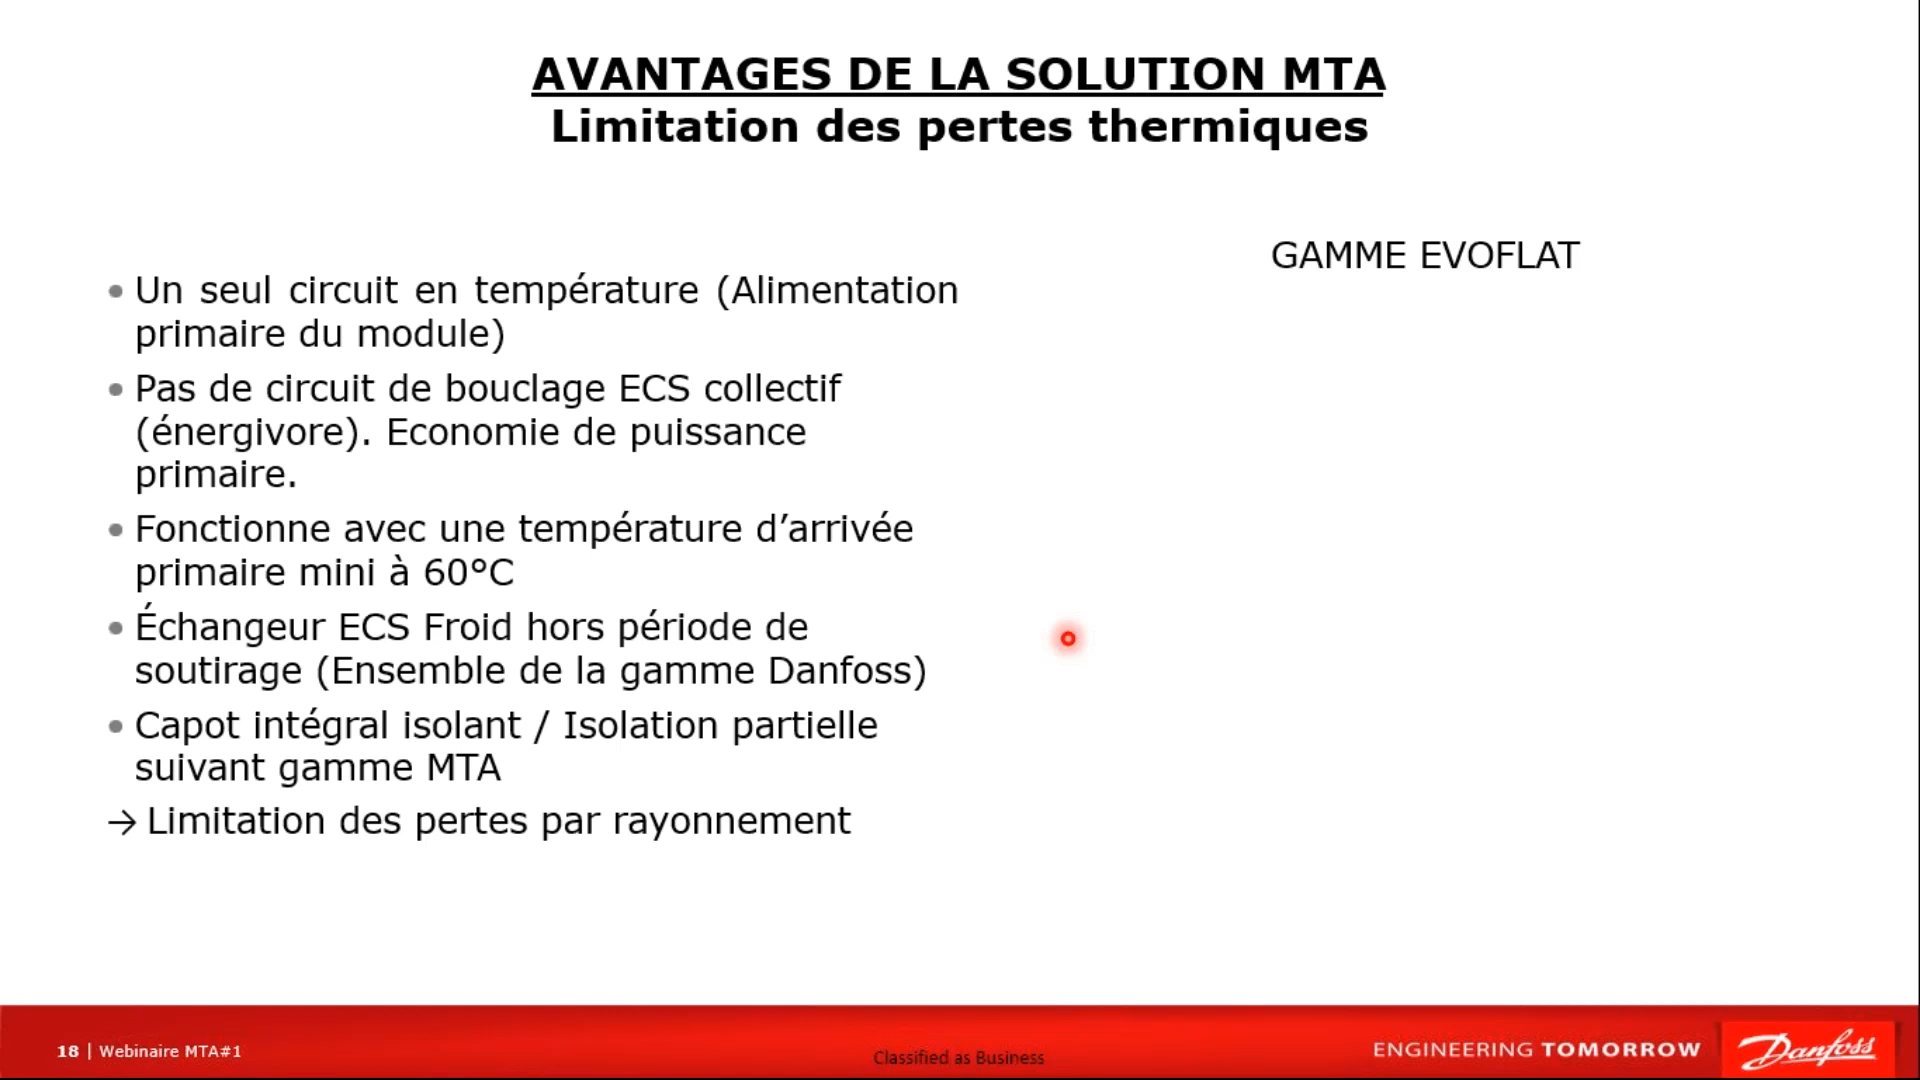 AVANTAGES DE LA SOLUTION MTA
Limitation des pertes thermiques
• Un seul circuit en température (Alimentation
primaire du module)
• Pas de circuit de bouclage ECS collectif
(énergivore). Economie de puissance
primaire.
• Fonctionne avec une température d’arrivée
primaire mini à 60°C
• Échangeur ECS Froid hors période de
soutirage (Ensemble de la gamme Danfoss)
• Capot intégral isolant / Isolation partielle
suivant gamme MTA
→ Limitation des pertes par rayonnement
GAMME EVOFLAT
18 | Webinaire MTA#1
Classified as Business
ENGINEERING TOMORROW
Danfoss